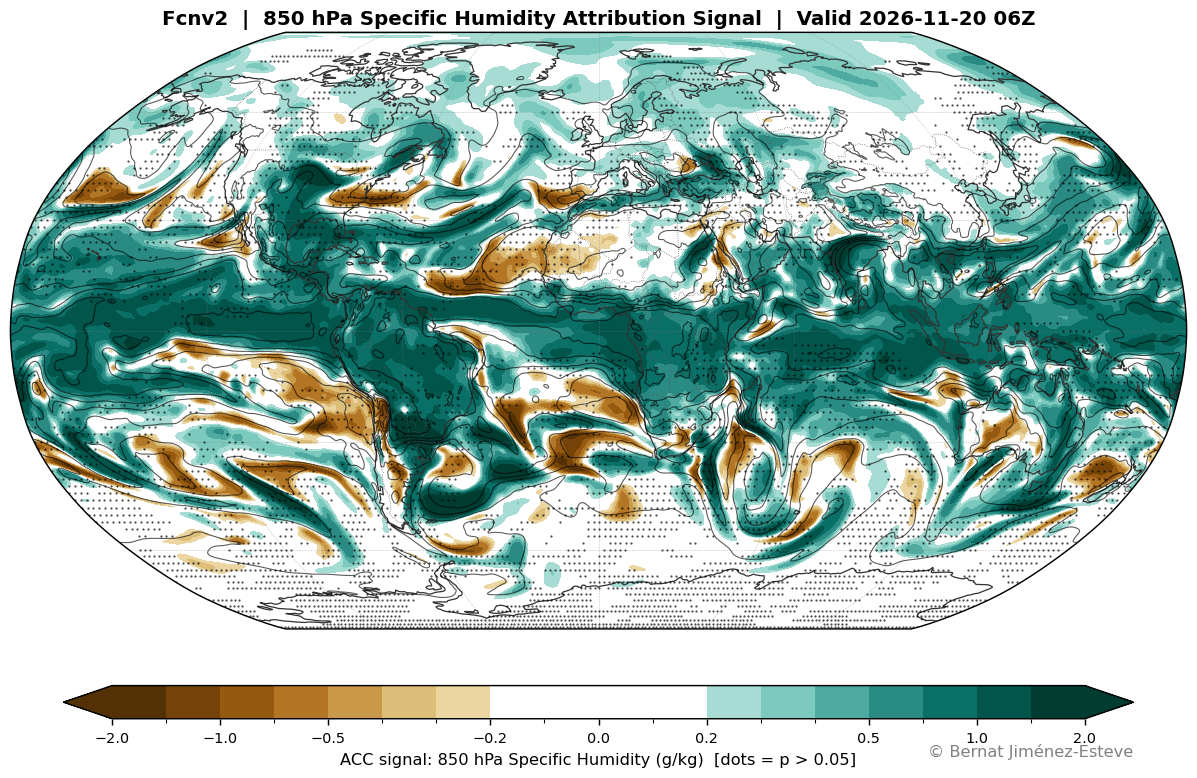 Fcnv2 | 850 hPa Specific Humidity Attribution Signal | Valid 2026-11-20 06Z
−2.0 −1.0 −0.5 −0.2 0.0 0.2 0.5 1.0 2.0
ACC signal: 850 hPa Specific Humidity (g/kg) [dots = p > 0.05]
© Bernat Jiménez-Esteve